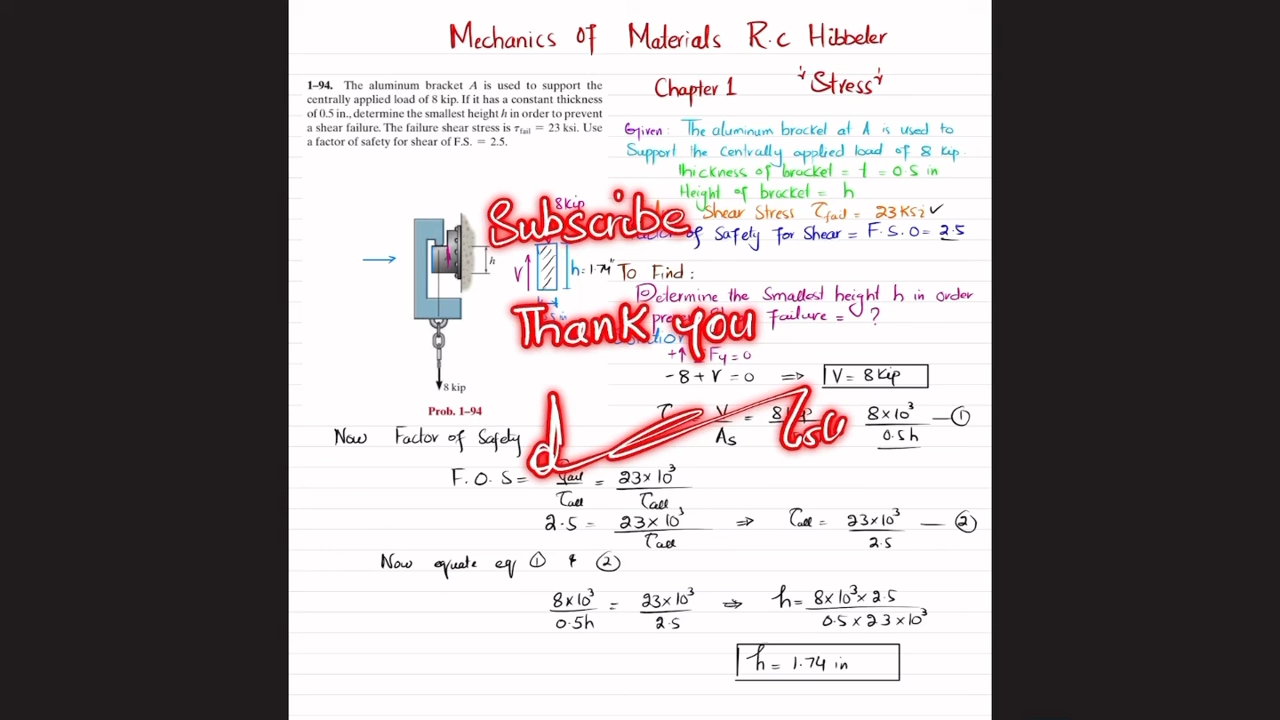 Mechanics of Materials R.c Hibbeler
Chapter 1 "Stress"
1–94. The aluminum bracket A is used to support the
centrally applied load of 8 kip. If it has a constant thickness
of 0.5 in., determine the smallest height h in order to prevent
a shear failure. The failure shear stress is τfail = 23 ksi. Use
a factor of safety for shear of F.S. = 2.5.
Given: The aluminum bracket at A is used to
Support the centrally applied load of 8 kip.
thickness of bracket = t = 0.5 in
Height of bracket = h
Shear Stress τfail = 23 Ksi ✓
of Safety for Shear = F.S.O = 2.5
8 kip
V
h = 1.74"
in
h
8 kip
Prob. 1–94
Subscribe
Thank you
To Find:
Determine the smallest height h in order
failure = ?
+↑ Fy = 0
-8 + V = 0 ⇒ V = 8 kip
V/As = 8×10³/0.5h — ①
Now Factor of Safety
F.O.S = τfail/τall = 23×10³/τall
2.5 = 23×10³/τall ⇒ τall = 23×10³/2.5 — ②
Now equate eq ① & ②
8×10³/0.5h = 23×10³/2.5 ⇒ h = 8×10³×2.5/0.5×23×10³
h = 1.74 in